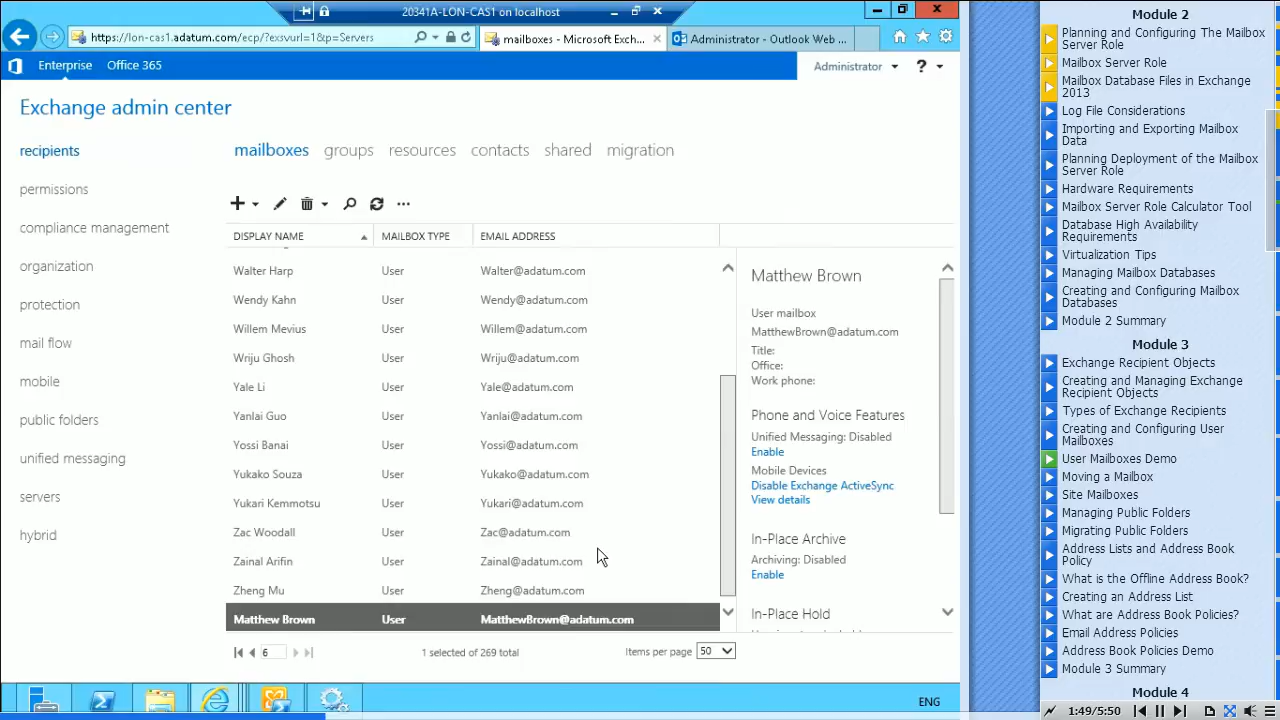 20341A-LON-CAS1 on localhost
https://lon-cas1.adatum.com/ecp/?exsvurl=1&p=Servers
mailboxes - Microsoft Exch...
Administrator - Outlook Web ...
Enterprise
Office 365
Administrator
?
Exchange admin center
recipients
permissions
compliance management
organization
protection
mail flow
mobile
public folders
unified messaging
servers
hybrid
mailboxes groups resources contacts shared migration
DISPLAY NAME MAILBOX TYPE EMAIL ADDRESS
Walter Harp User Walter@adatum.com
Wendy Kahn User Wendy@adatum.com
Willem Mevius User Willem@adatum.com
Wriju Ghosh User Wriju@adatum.com
Yale Li User Yale@adatum.com
Yanlai Guo User Yanlai@adatum.com
Yossi Banai User Yossi@adatum.com
Yukako Souza User Yukako@adatum.com
Yukari Kemmotsu User Yukari@adatum.com
Zac Woodall User Zac@adatum.com
Zainal Arifin User Zainal@adatum.com
Zheng Mu User Zheng@adatum.com
Matthew Brown User MatthewBrown@adatum.com
6
1 selected of 269 total
Items per page 50
Matthew Brown
User mailbox
MatthewBrown@adatum.com
Title:
Office:
Work phone:
Phone and Voice Features
Unified Messaging: Disabled
Enable
Mobile Devices
Disable Exchange ActiveSync
View details
In-Place Archive
Archiving: Disabled
Enable
In-Place Hold
ENG
Module 2
Planning and Configuring The Mailbox
Server Role
Mailbox Server Role
Mailbox Database Files in Exchange
2013
Log File Considerations
Importing and Exporting Mailbox
Data
Planning Deployment of the Mailbox
Server Role
Hardware Requirements
Mailbox Server Role Calculator Tool
Database High Availability
Requirements
Virtualization Tips
Managing Mailbox Databases
Creating and Configuring Mailbox
Databases
Module 2 Summary
Module 3
Exchange Recipient Objects
Creating and Managing Exchange
Recipient Objects
Types of Exchange Recipients
Creating and Configuring User
Mailboxes
User Mailboxes Demo
Moving a Mailbox
Site Mailboxes
Managing Public Folders
Migrating Public Folders
Address Lists and Address Book
Policy
What is the Offline Address Book?
Creating an Address List
What are Address Book Policies?
Email Address Policies
Address Book Policies Demo
Module 3 Summary
Module 4
1:49/5:50